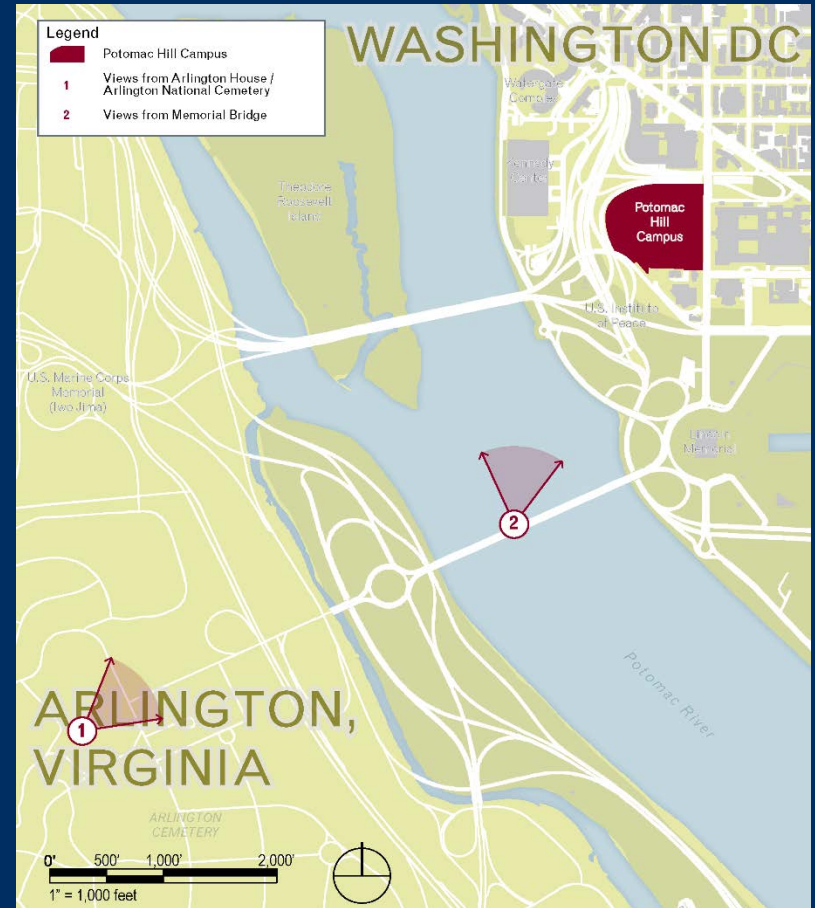 Legend
Potomac Hill Campus
1 Views from Arlington House /
Arlington National Cemetery
2 Views from Memorial Bridge
WASHINGTON DC
Watergate
Complex
Kennedy
Center
Theodore
Roosevelt
Island
Potomac
Hill
Campus
U.S. Institute
of Peace
U.S. Marine Corps
Memorial
(Iwo Jima)
Lincoln
Memorial
2
Potomac River
1
ARLINGTON,
VIRGINIA
ARLINGTON
CEMETERY
0' 500' 1,000' 2,000'
1" = 1,000 feet